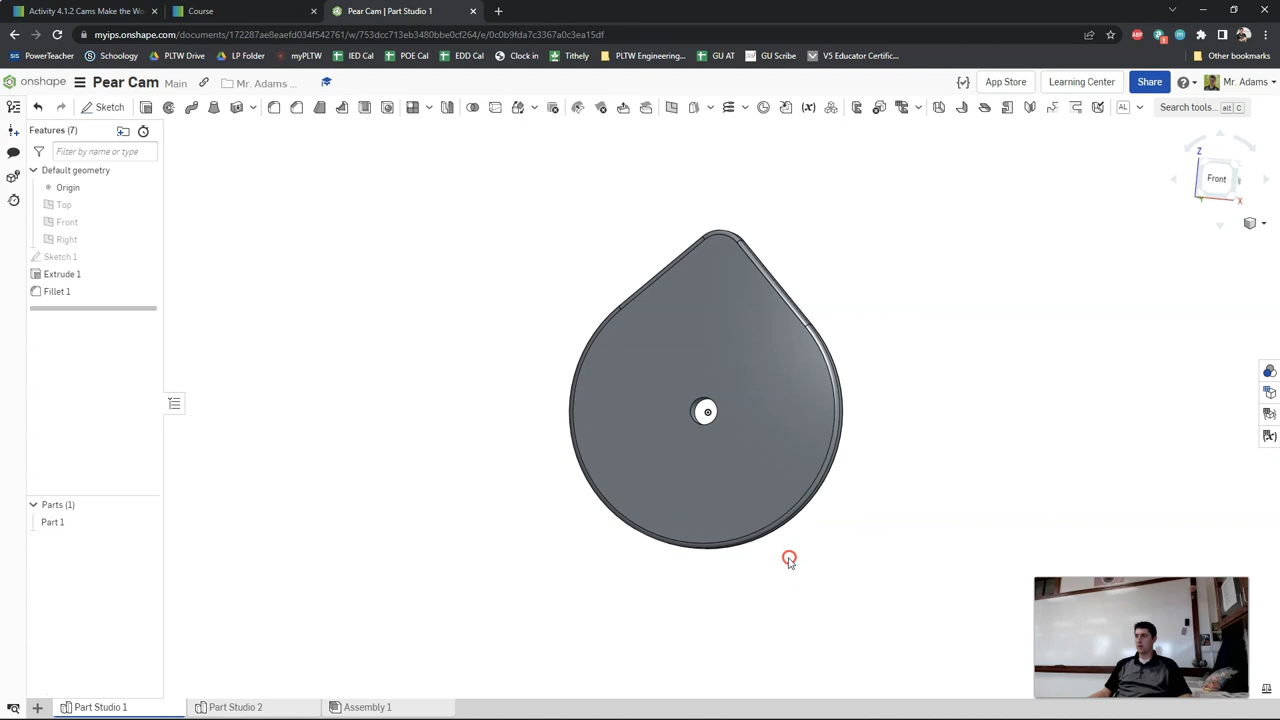 Activity 4.1.2 Cams Make the Wo
Course
Pear Cam | Part Studio 1
myips.onshape.com/documents/172287ae8eaefd034f542761/w/753dcc713eb3480bbe0cf264/e/0c0b9fda7c3367a0c3ea15df
PowerTeacher
Schoology
PLTW Drive
LP Folder
myPLTW
IED Cal
POE Cal
EDD Cal
Clock in
Tithely
PLTW Engineering...
GU AT
GU Scribe
V5 Educator Certific...
Other bookmarks
onshape
Pear Cam
Main
Mr. Adams ...
App Store
Learning Center
Share
Mr. Adams
Sketch
Search tools... alt C
Features (7)
Filter by name or type
Default geometry
Origin
Top
Front
Right
Sketch 1
Extrude 1
Fillet 1
Z
Front
X
Parts (1)
Part 1
Part Studio 1
Part Studio 2
Assembly 1